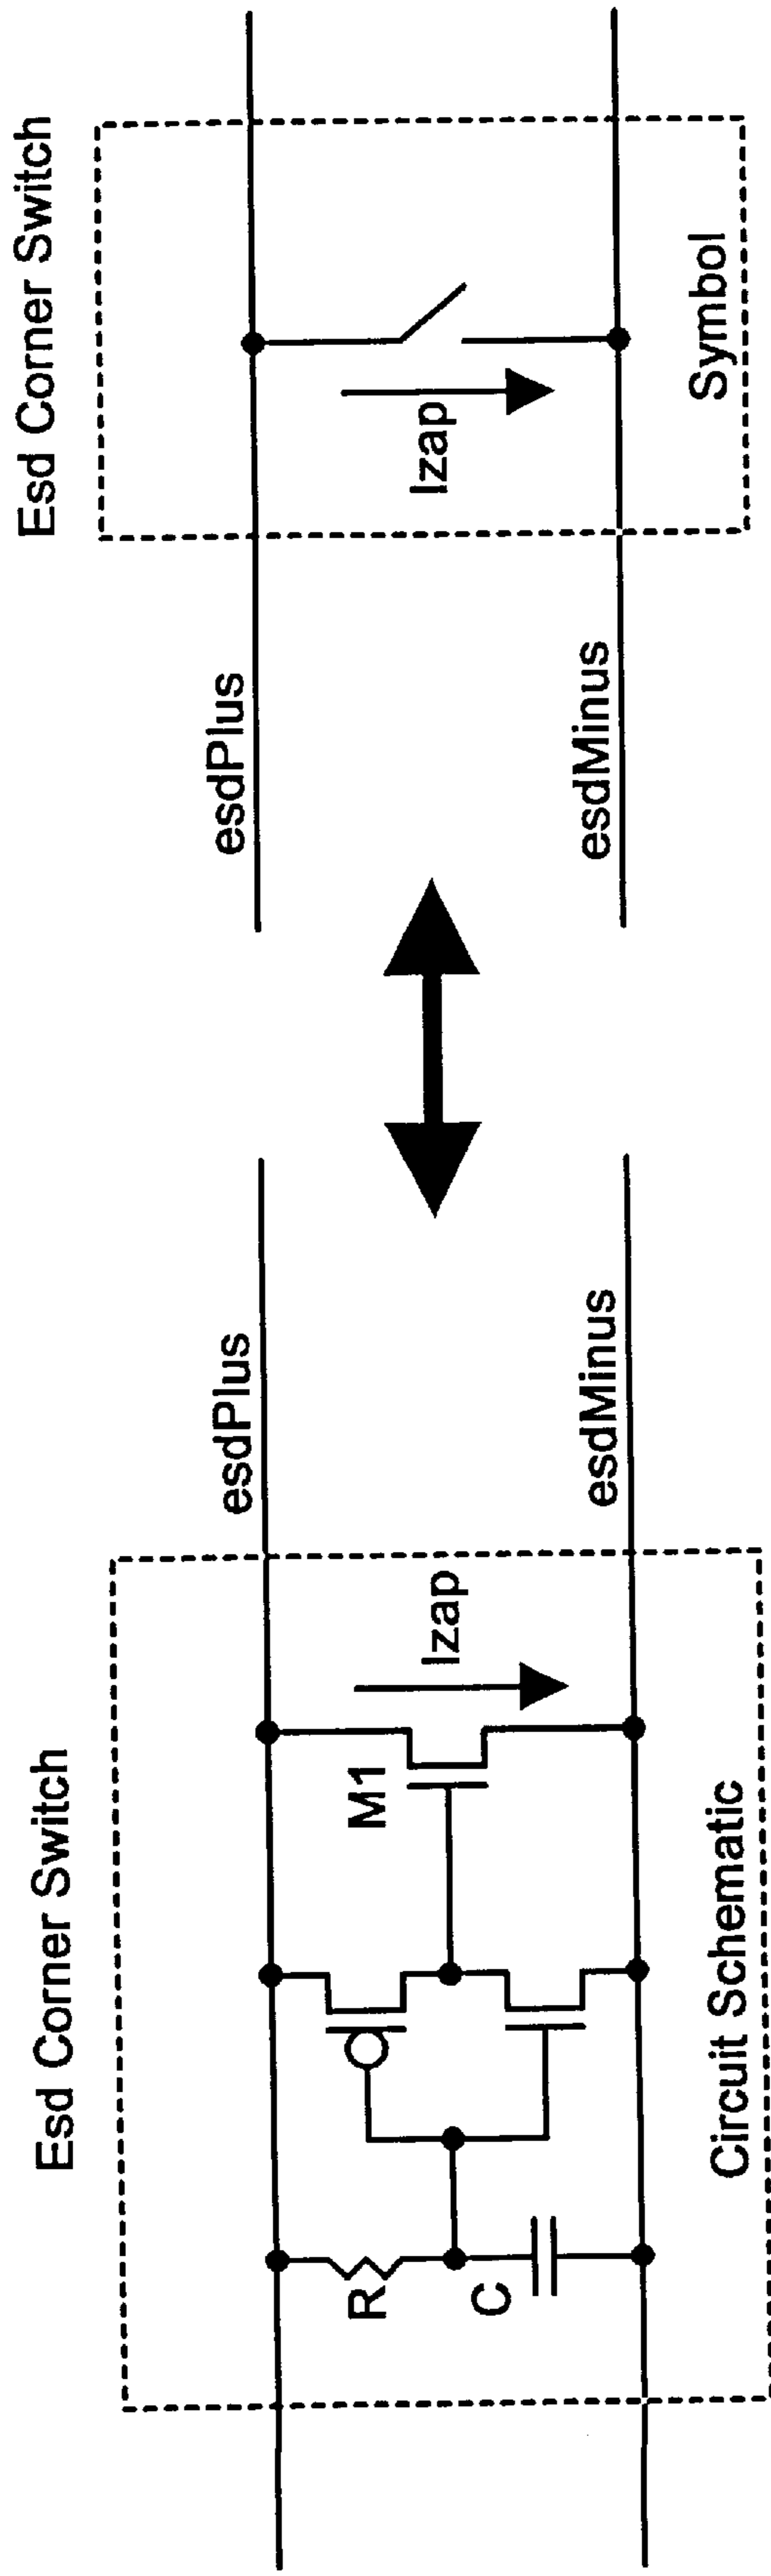 Esd Corner Switch
esdPlus
R
C
M1
Izap
esdMinus
Circuit Schematic
Esd Corner Switch
esdPlus
Izap
esdMinus
Symbol